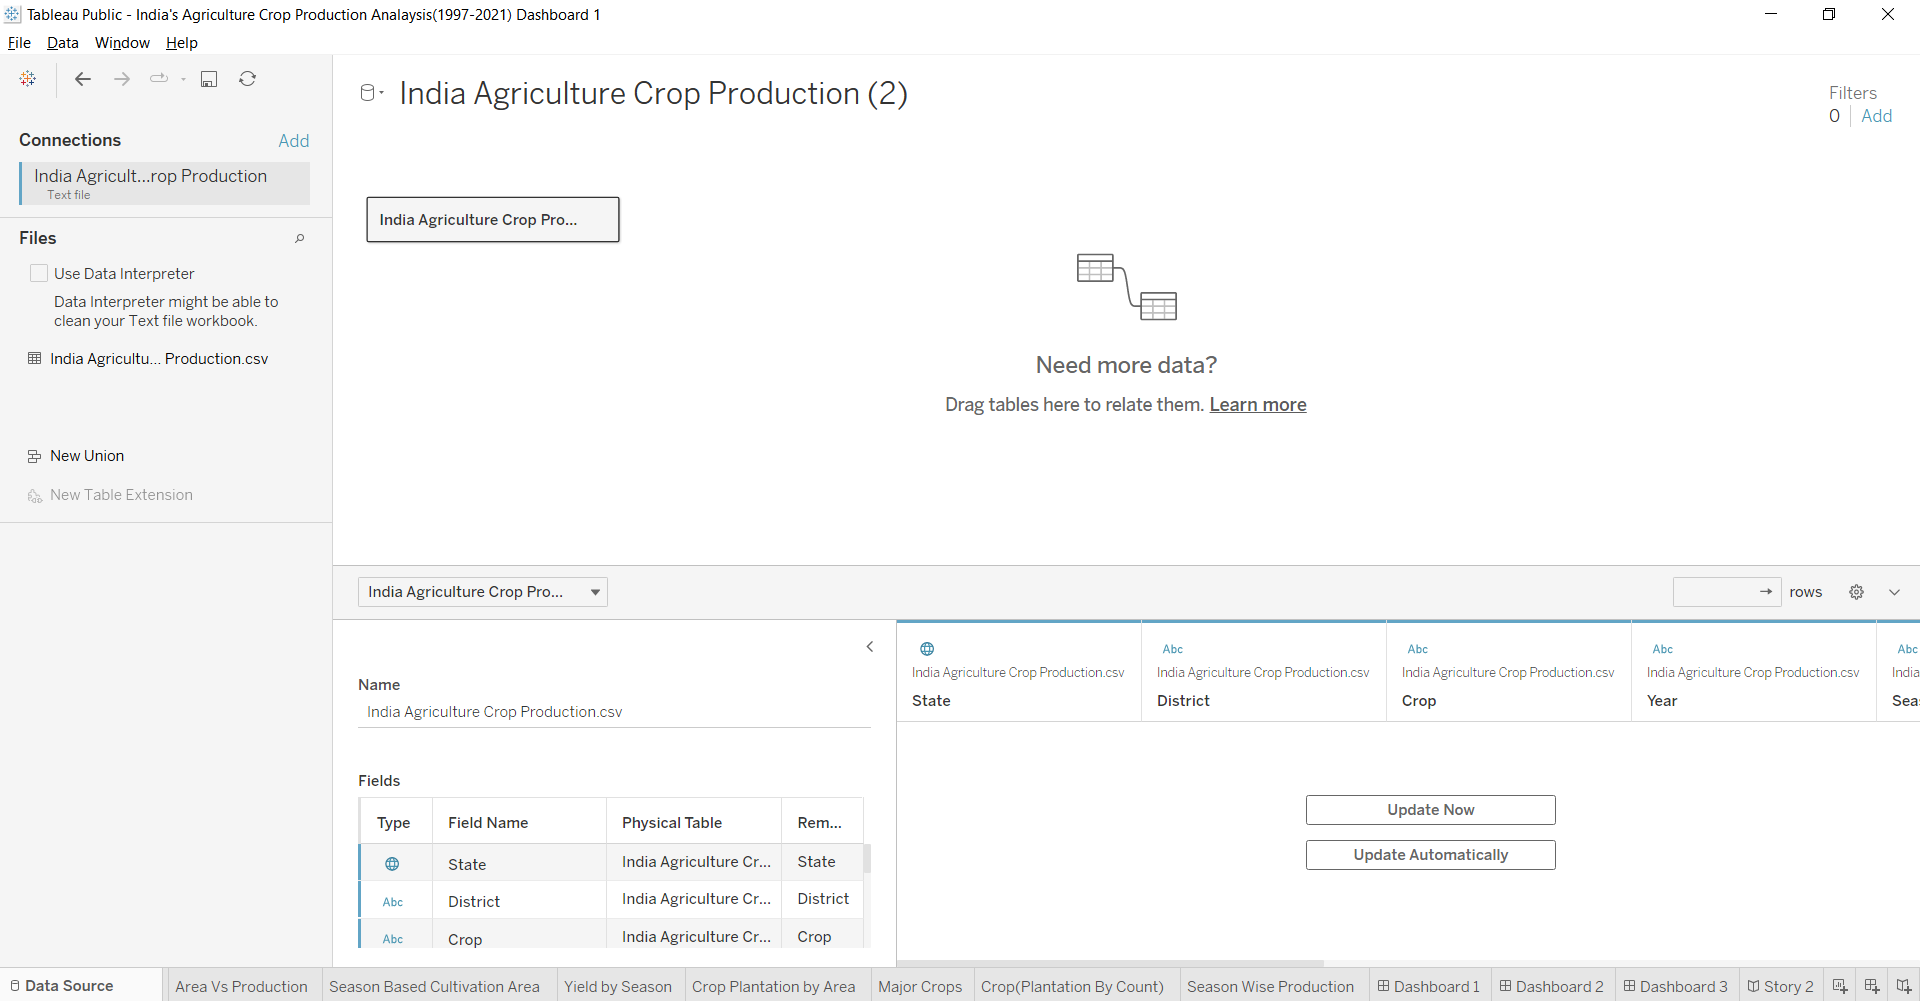 Tableau Public - India's Agriculture Crop Production Analaysis(1997-2021) Dashboard 1
File Data Window Help
India Agriculture Crop Production (2)
Filters
0 Add
Connections Add
India Agricult...rop Production
Text file
Files
Use Data Interpreter
Data Interpreter might be able to
clean your Text file workbook.
India Agricultu... Production.csv
New Union
New Table Extension
India Agriculture Crop Pro...
Need more data?
Drag tables here to relate them. Learn more
India Agriculture Crop Pro...
rows
Name
India Agriculture Crop Production.csv
Fields
Type Field Name Physical Table Rem...
State India Agriculture Cr... State
Abc District India Agriculture Cr... District
Abc Crop India Agriculture Cr... Crop
India Agriculture Crop Production.csv
State
Abc
India Agriculture Crop Production.csv
District
Abc
India Agriculture Crop Production.csv
Crop
Abc
India Agriculture Crop Production.csv
Year
Abc
India
Sea
Update Now
Update Automatically
Data Source Area Vs Production Season Based Cultivation Area Yield by Season Crop Plantation by Area Major Crops Crop(Plantation By Count) Season Wise Production Dashboard 1 Dashboard 2 Dashboard 3 Story 2